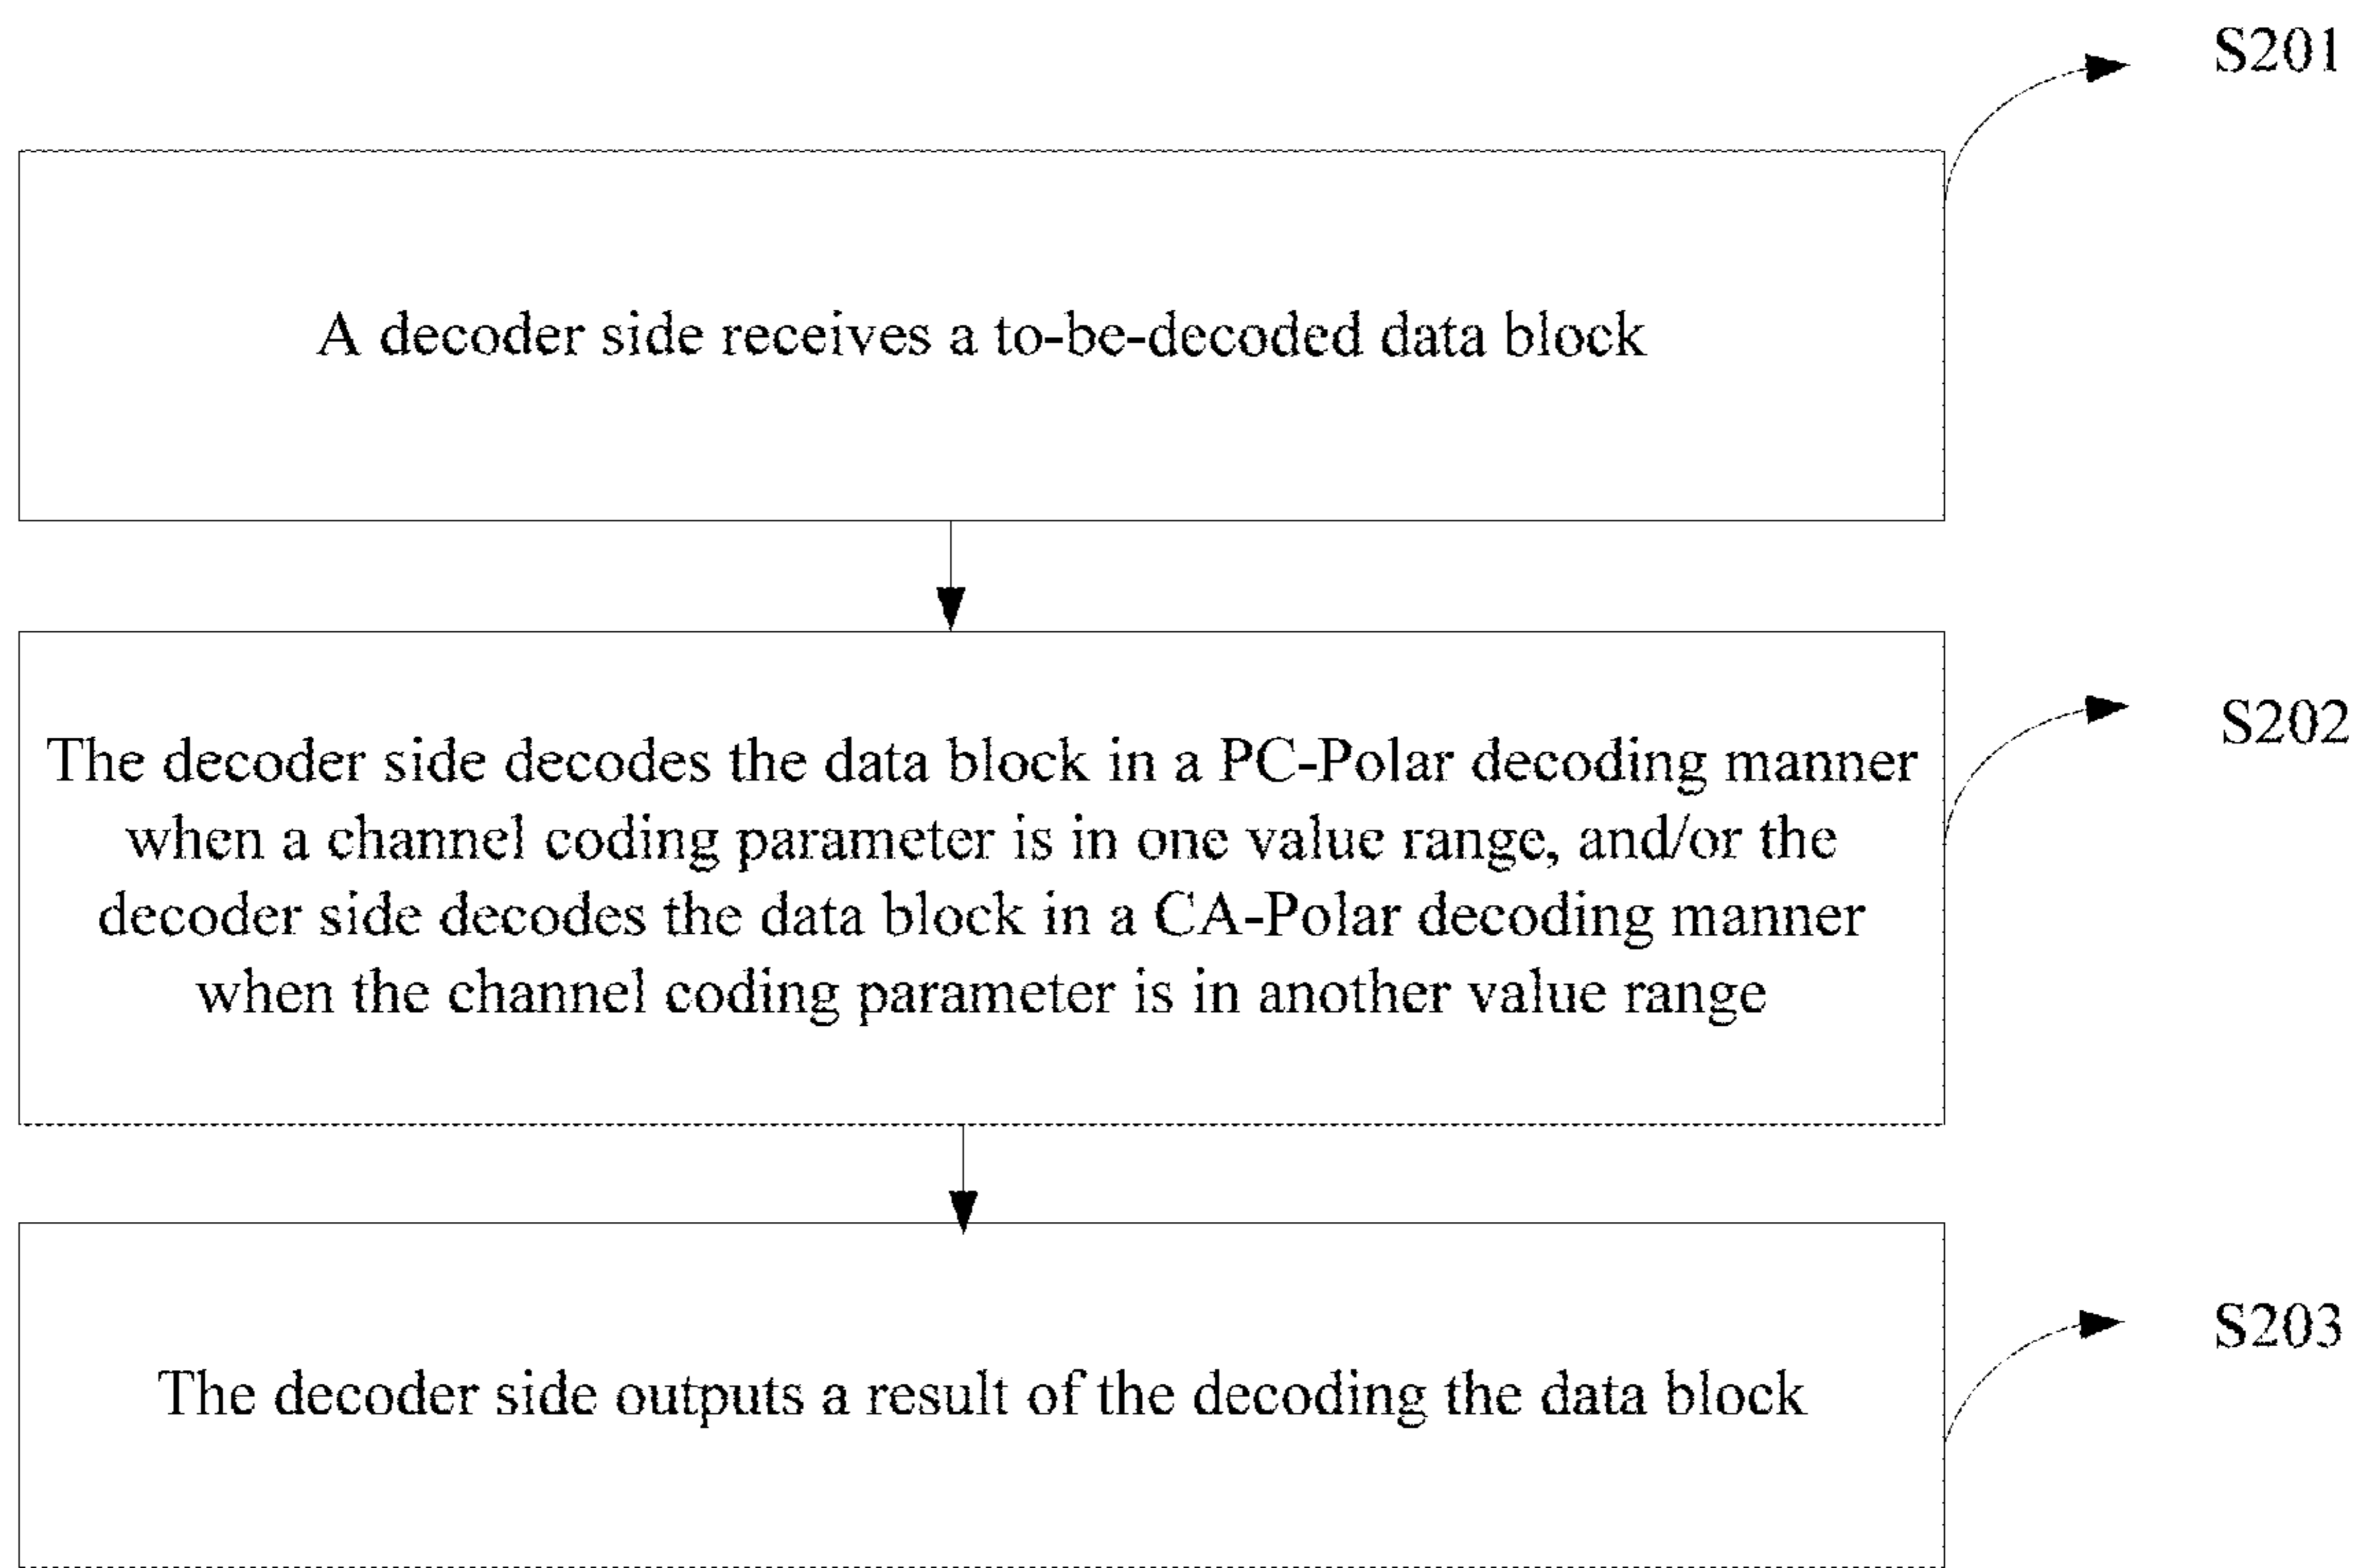 S201
A decoder side receives a to-be-decoded data block
The decoder side decodes the data block in a PC-Polar decoding manner
when a channel coding parameter is in one value range, and/or the
decoder side decodes the data block in a CA-Polar decoding manner
when the channel coding parameter is in another value range
S202
The decoder side outputs a result of the decoding the data block
S203